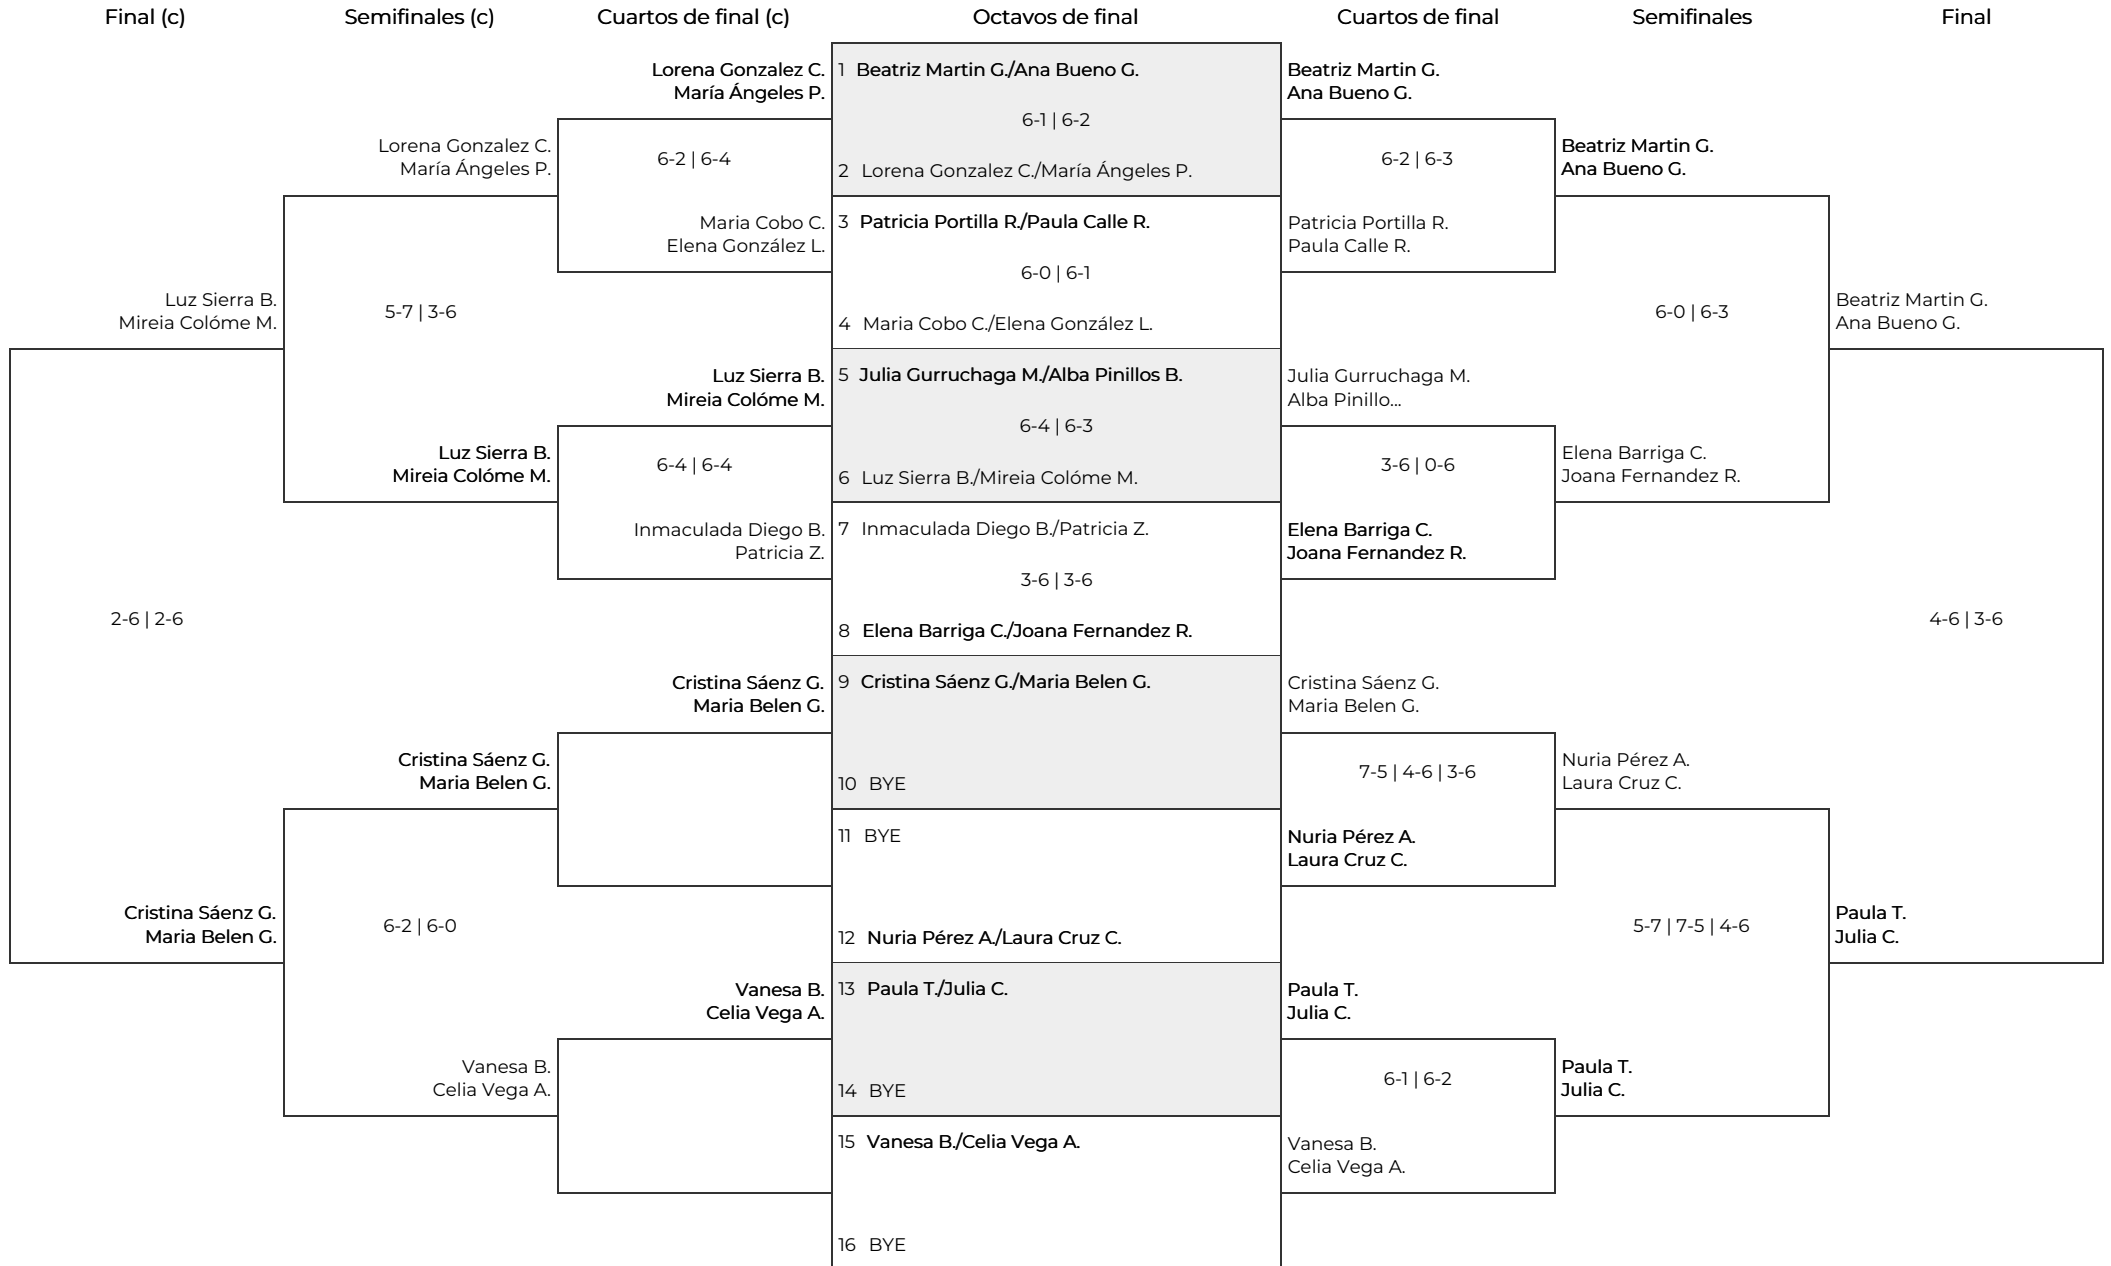 Final (c)
Semifinales (c)
Cuartos de final (c)
Octavos de final
Cuartos de final
Semifinales
Final
Luz Sierra B.
Mireia Colóme M.
2-6 | 2-6
Cristina Sáenz G.
Maria Belen G.
Lorena Gonzalez C.
María Ángeles P.
5-7 | 3-6
Luz Sierra B.
Mireia Colóme M.
Cristina Sáenz G.
Maria Belen G.
6-2 | 6-0
Vanesa B.
Celia Vega A.
Lorena Gonzalez C.
María Ángeles P.
6-2 | 6-4
Maria Cobo C.
Elena González L.
Luz Sierra B.
Mireia Colóme M.
6-4 | 6-4
Inmaculada Diego B.
Patricia Z.
Cristina Sáenz G.
Maria Belen G.
Vanesa B.
Celia Vega A.
1 Beatriz Martin G./Ana Bueno G.
6-1 | 6-2
2 Lorena Gonzalez C./María Ángeles P.
3 Patricia Portilla R./Paula Calle R.
6-0 | 6-1
4 Maria Cobo C./Elena González L.
5 Julia Gurruchaga M./Alba Pinillos B.
6-4 | 6-3
6 Luz Sierra B./Mireia Colóme M.
7 Inmaculada Diego B./Patricia Z.
3-6 | 3-6
8 Elena Barriga C./Joana Fernandez R.
9 Cristina Sáenz G./Maria Belen G.
10 BYE
11 BYE
12 Nuria Pérez A./Laura Cruz C.
13 Paula T./Julia C.
14 BYE
15 Vanesa B./Celia Vega A.
16 BYE
Beatriz Martin G.
Ana Bueno G.
6-2 | 6-3
Patricia Portilla R.
Paula Calle R.
Julia Gurruchaga M.
Alba Pinillo...
3-6 | 0-6
Elena Barriga C.
Joana Fernandez R.
Cristina Sáenz G.
Maria Belen G.
7-5 | 4-6 | 3-6
Nuria Pérez A.
Laura Cruz C.
Paula T.
Julia C.
6-1 | 6-2
Vanesa B.
Celia Vega A.
Beatriz Martin G.
Ana Bueno G.
6-0 | 6-3
Elena Barriga C.
Joana Fernandez R.
Nuria Pérez A.
Laura Cruz C.
5-7 | 7-5 | 4-6
Paula T.
Julia C.
Beatriz Martin G.
Ana Bueno G.
4-6 | 3-6
Paula T.
Julia C.